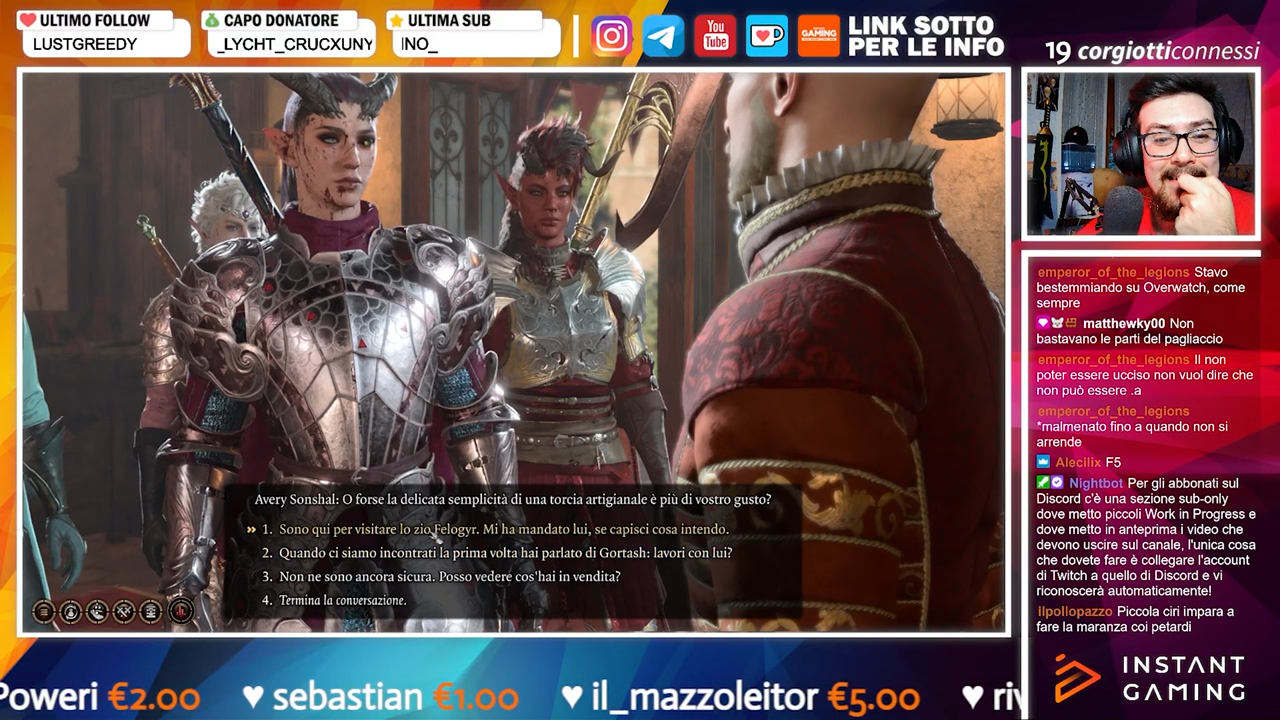 ULTIMO FOLLOW
LUSTGREEDY
CAPO DONATORE
_LYCHT_CRUCXUNY
ULTIMA SUB
INO_
You
Tube
GAMING
LINK SOTTO
PER LE INFO
19 corgiotticonnessi
emperor_of_the_legions Stavo
bestemmiando su Overwatch, come
sempre
matthewky00 Non
bastavano le parti del pagliaccio
emperor_of_the_legions Il non
poter essere ucciso non vuol dire che
non può essere .a
emperor_of_the_legions
*malmenato fino a quando non si
arrende
Alecilix F5
Nightbot Per gli abbonati sul
Discord c'è una sezione sub-only
dove metto piccoli Work in Progress e
dove metto in anteprima i video che
devono uscire sul canale, l'unica cosa
che dovete fare è collegare l'account
di Twitch a quello di Discord e vi
riconoscerà automaticamente!
ilpollopazzo Piccola ciri impara a
fare la maranza coi petardi
Avery Sonshal: O forse la delicata semplicità di una torcia artigianale è più di vostro gusto?
1. Sono qui per visitare lo zio Felogyr. Mi ha mandato lui, se capisci cosa intendo.
2. Quando ci siamo incontrati la prima volta hai parlato di Gortash: lavori con lui?
3. Non ne sono ancora sicura. Posso vedere cos'hai in vendita?
4. Termina la conversazione.
Poweri €2.00 ♥ sebastian €1.00 ♥ il_mazzoleitor €5.00 ♥ riv
INSTANT
GAMING